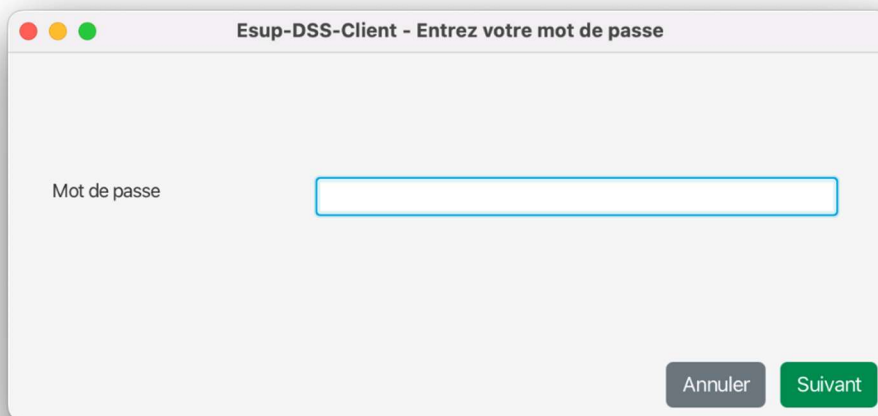 Esup-DSS-Client - Entrez votre mot de passe
Mot de passe
Annuler
Suivant